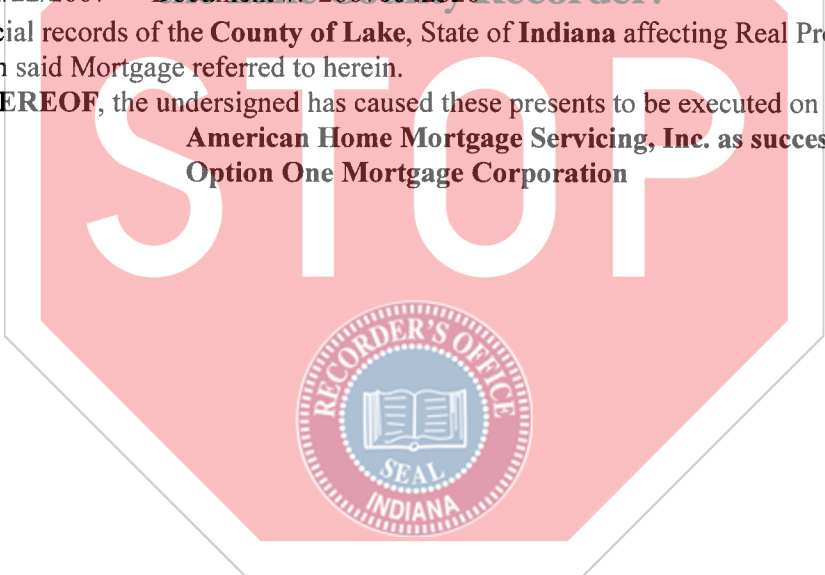 cial records of the County of Lake, State of Indiana affecting Real Pr
n said Mortgage referred to herein.
EREOF, the undersigned has caused these presents to be executed on
American Home Mortgage Servicing, Inc. as succes
Option One Mortgage Corporation
STOP
RECORDER'S OFFICE
SEAL
INDIANA